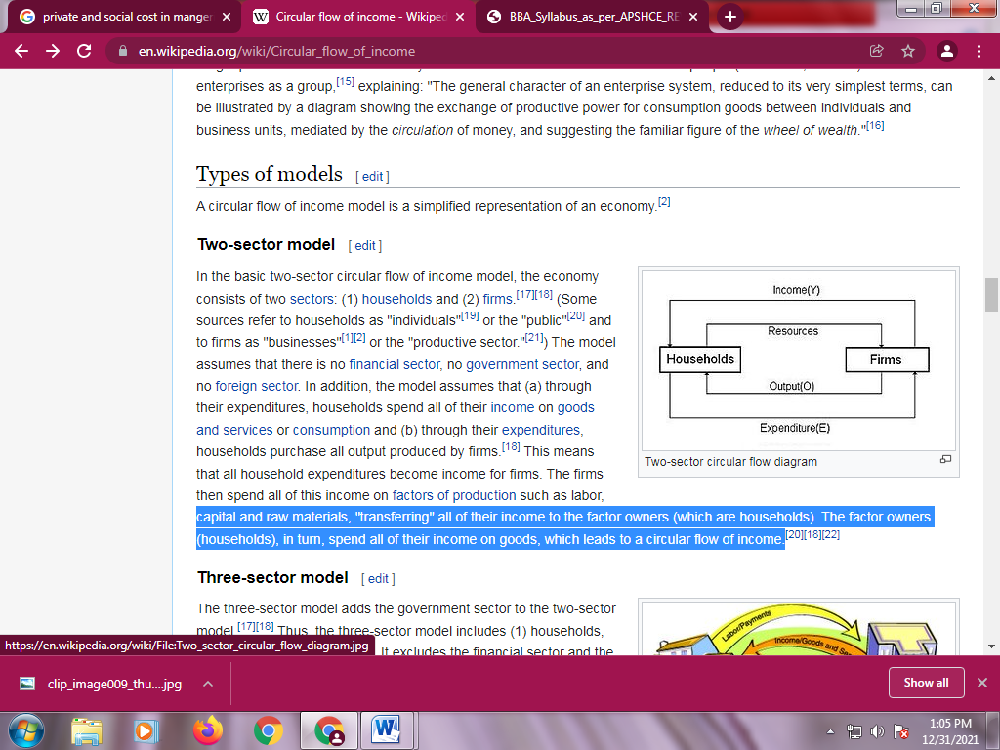 private and social cost in manger
Circular flow of income - Wikiped
BBA_Syllabus_as_per_APSHCE_RE
en.wikipedia.org/wiki/Circular_flow_of_income
enterprises as a group,[15] explaining: "The general character of an enterprise system, reduced to its very simplest terms, can
be illustrated by a diagram showing the exchange of productive power for consumption goods between individuals and
business units, mediated by the circulation of money, and suggesting the familiar figure of the wheel of wealth."[16]
Types of models [ edit ]
A circular flow of income model is a simplified representation of an economy.[2]
Two-sector model [ edit ]
In the basic two-sector circular flow of income model, the economy
consists of two sectors: (1) households and (2) firms.[17][18] (Some
sources refer to households as "individuals"[19] or the "public"[20] and
to firms as "businesses"[1][2] or the "productive sector."[21]) The model
assumes that there is no financial sector, no government sector, and
no foreign sector. In addition, the model assumes that (a) through
their expenditures, households spend all of their income on goods
and services or consumption and (b) through their expenditures,
households purchase all output produced by firms.[18] This means
that all household expenditures become income for firms. The firms
then spend all of this income on factors of production such as labor,
capital and raw materials, "transferring" all of their income to the factor owners (which are households). The factor owners
(households), in turn, spend all of their income on goods, which leads to a circular flow of income.[20][18][22]
Income(Y)
Resources
Households
Firms
Output(O)
Expenditure(E)
Two-sector circular flow diagram
Three-sector model [ edit ]
The three-sector model adds the government sector to the two-sector
model.[17][18] Thus, the three-sector model includes (1) households,
It excludes the financial sector and the
Labor/Payments
Income/Goods and Se
https://en.wikipedia.org/wiki/File:Two_sector_circular_flow_diagram.jpg
clip_image009_thu....jpg
Show all
1:05 PM
12/31/2021